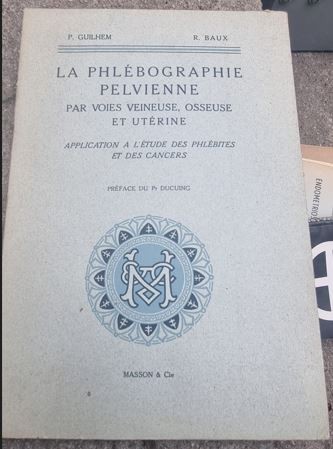 P. GUILHEM R. BAUX
LA PHLÉBOGRAPHIE
PELVIENNE
PAR VOIES VEINEUSE, OSSEUSE
ET UTÉRINE
APPLICATION A L'ÉTUDE DES PHLÉBITES
ET DES CANCERS
PRÉFACE DU Pr DUCUING
MASSON & Cie